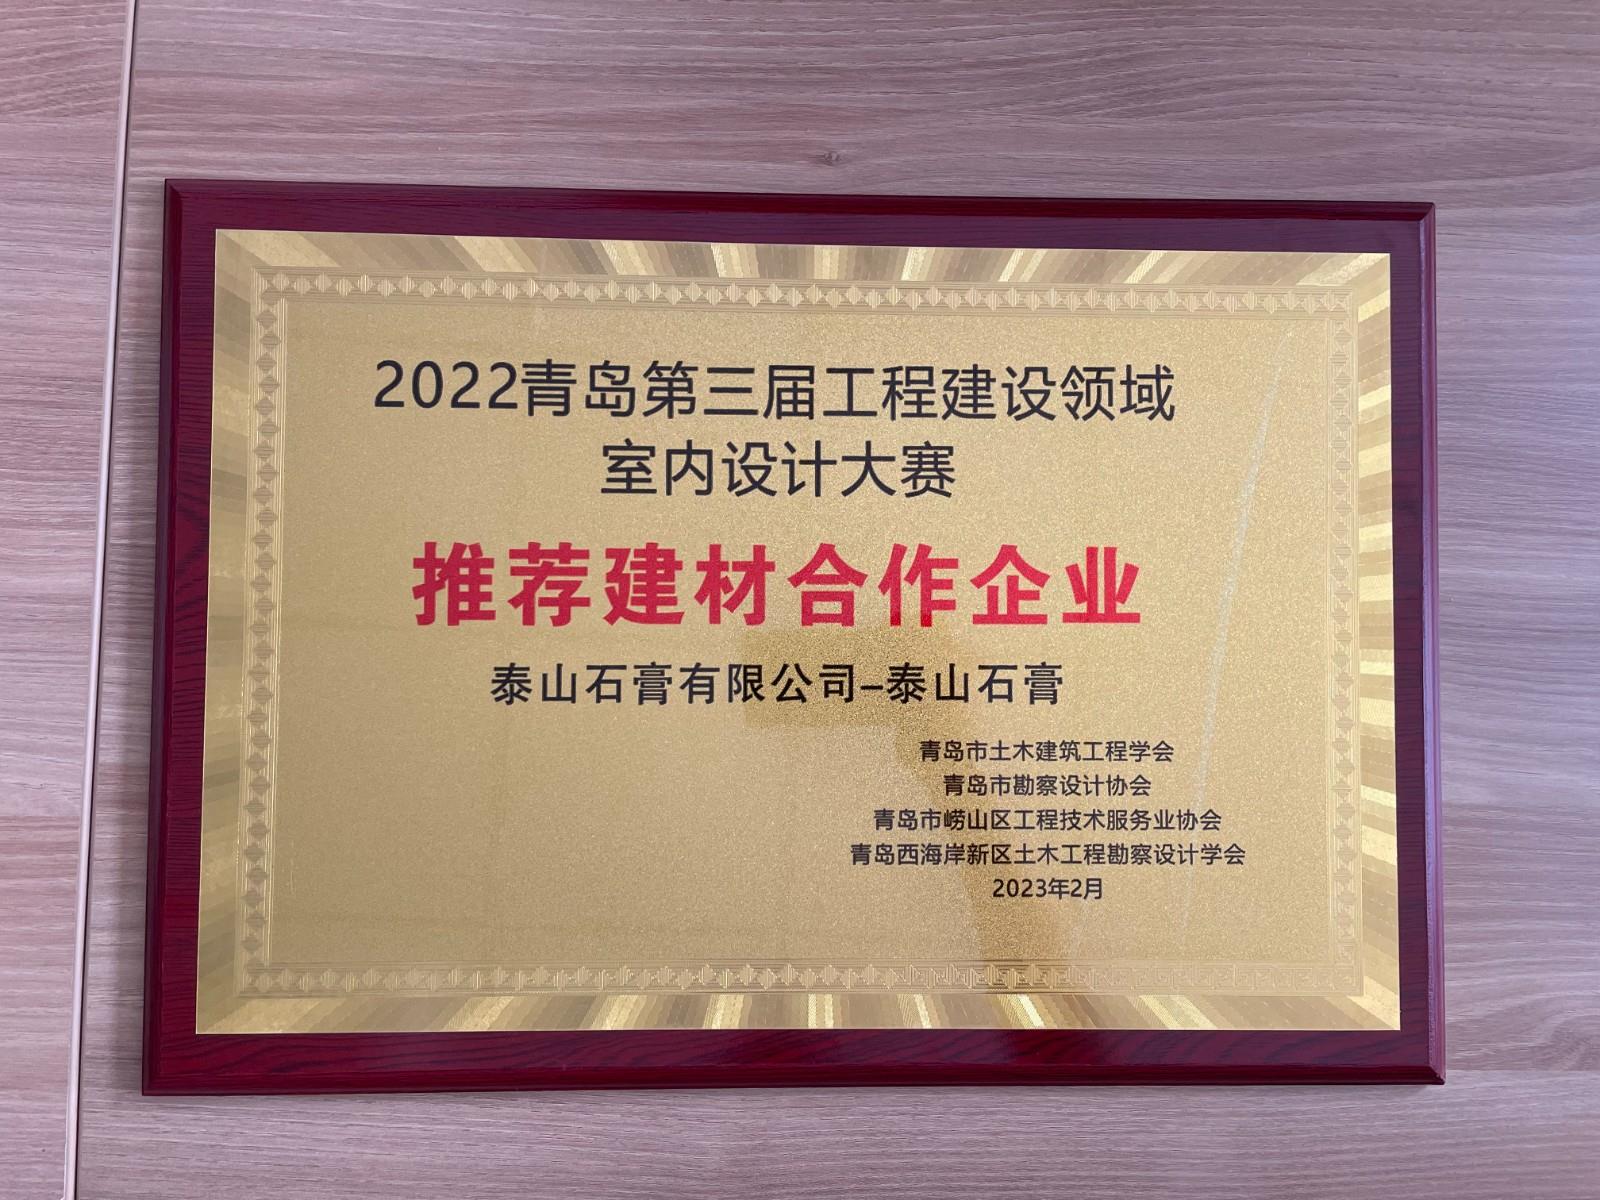 2022青岛第三届工程建设领域
室内设计大赛
推荐建材合作企业
泰山石膏有限公司–泰山石膏
青岛市土木建筑工程学会
青岛市勘察设计协会
青岛市崂山区工程技术服务业协会
青岛西海岸新区土木工程勘察设计学会
2023年2月